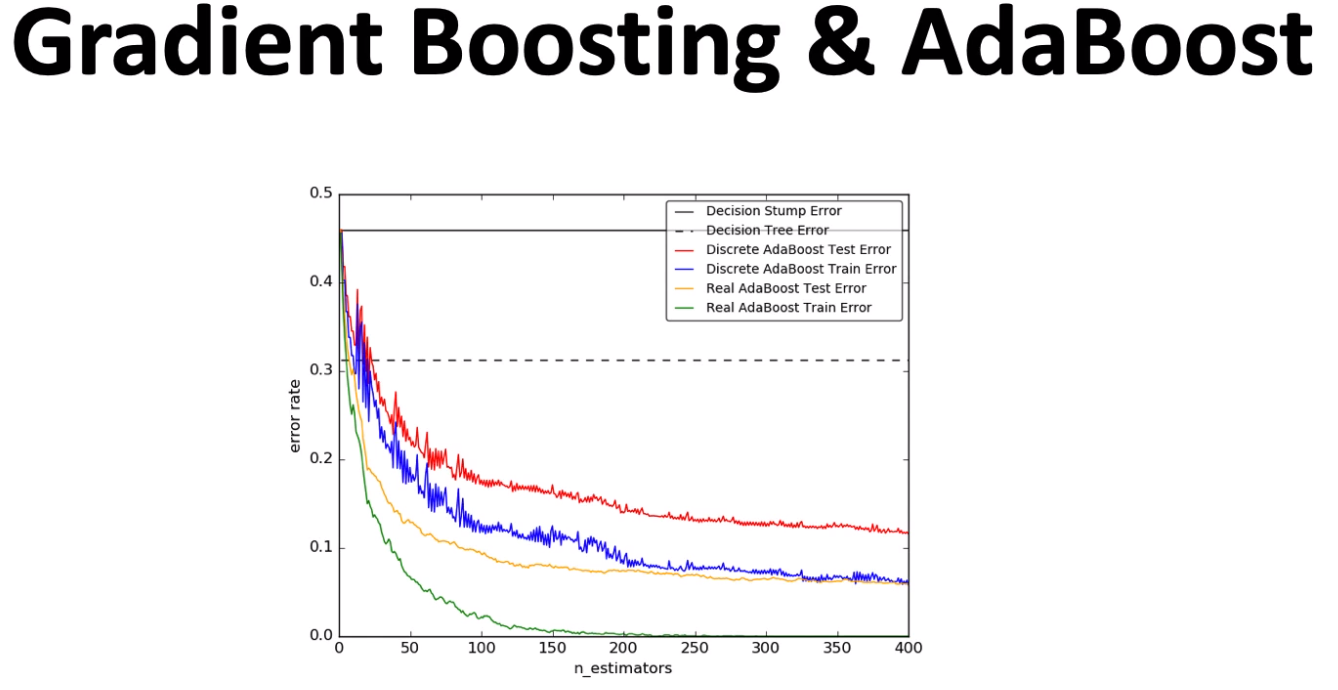 Gradient Boosting & AdaBoost
0.5
Decision Stump Error
Decision Tree Error
Discrete AdaBoost Test Error
Discrete AdaBoost Train Error
Real AdaBoost Test Error
Real AdaBoost Train Error
0.4
0.3
error rate
0.2
0.1
0.0
0 50 100 150 200 250 300 350 400
n_estimators